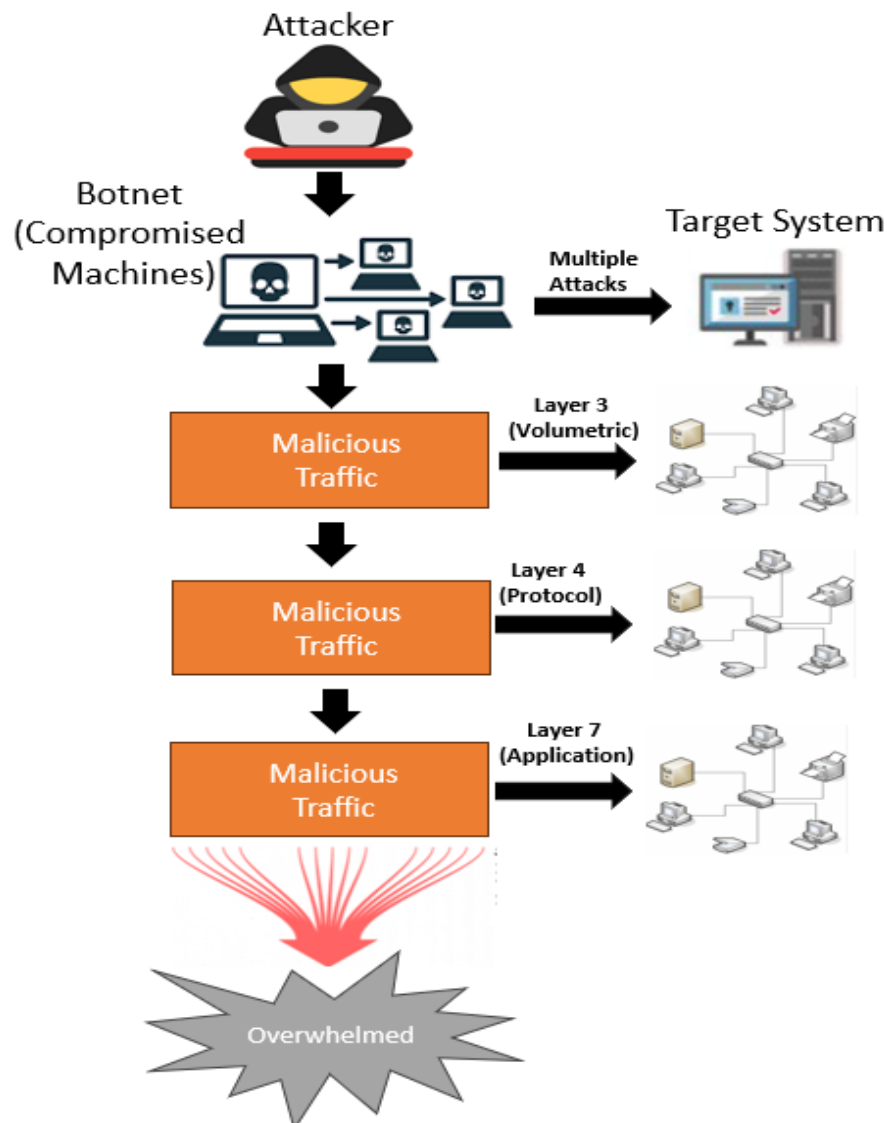 Attacker
Botnet
(Compromised
Machines)
Multiple
Attacks
Target System
Malicious
Traffic
Layer 3
(Volumetric)
Malicious
Traffic
Layer 4
(Protocol)
Malicious
Traffic
Layer 7
(Application)
Overwhelmed